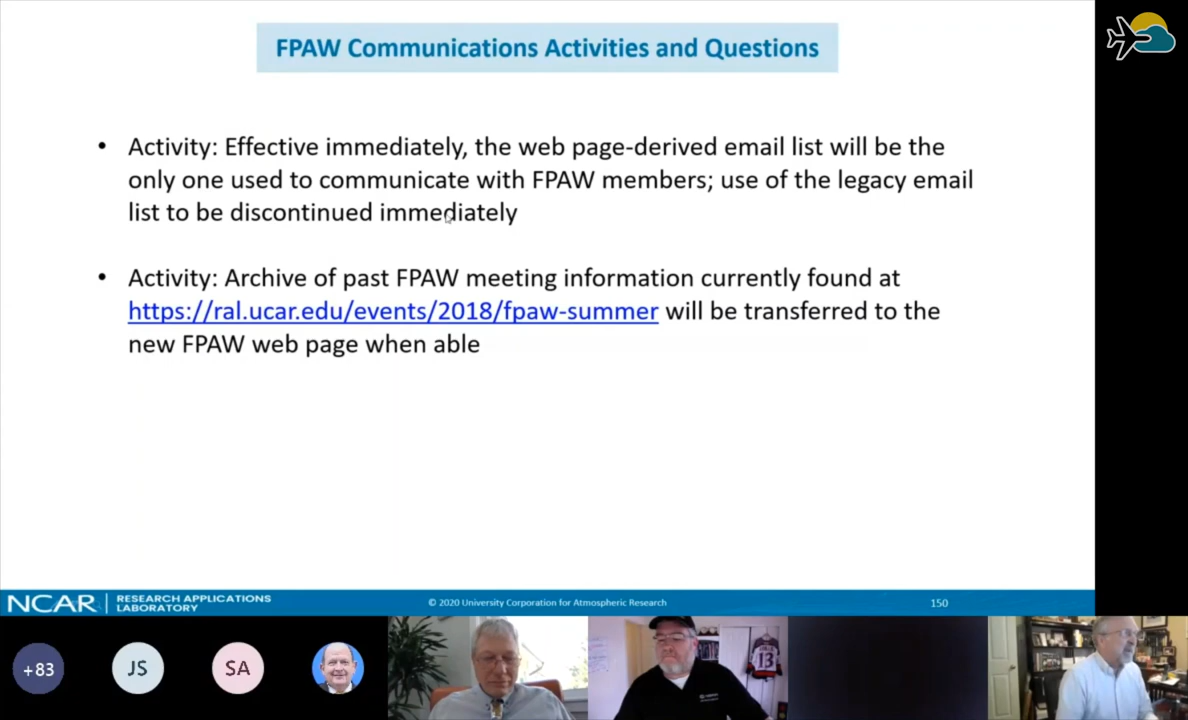 FPAW Communications Activities and Questions
• Activity: Effective immediately, the web page-derived email list will be the
only one used to communicate with FPAW members; use of the legacy email
list to be discontinued immediately
• Activity: Archive of past FPAW meeting information currently found at
https://ral.ucar.edu/events/2018/fpaw-summer will be transferred to the
new FPAW web page when able
NCAR
RESEARCH APPLICATIONS
LABORATORY
© 2020 University Corporation for Atmospheric Research
150
+83
JS
SA
13